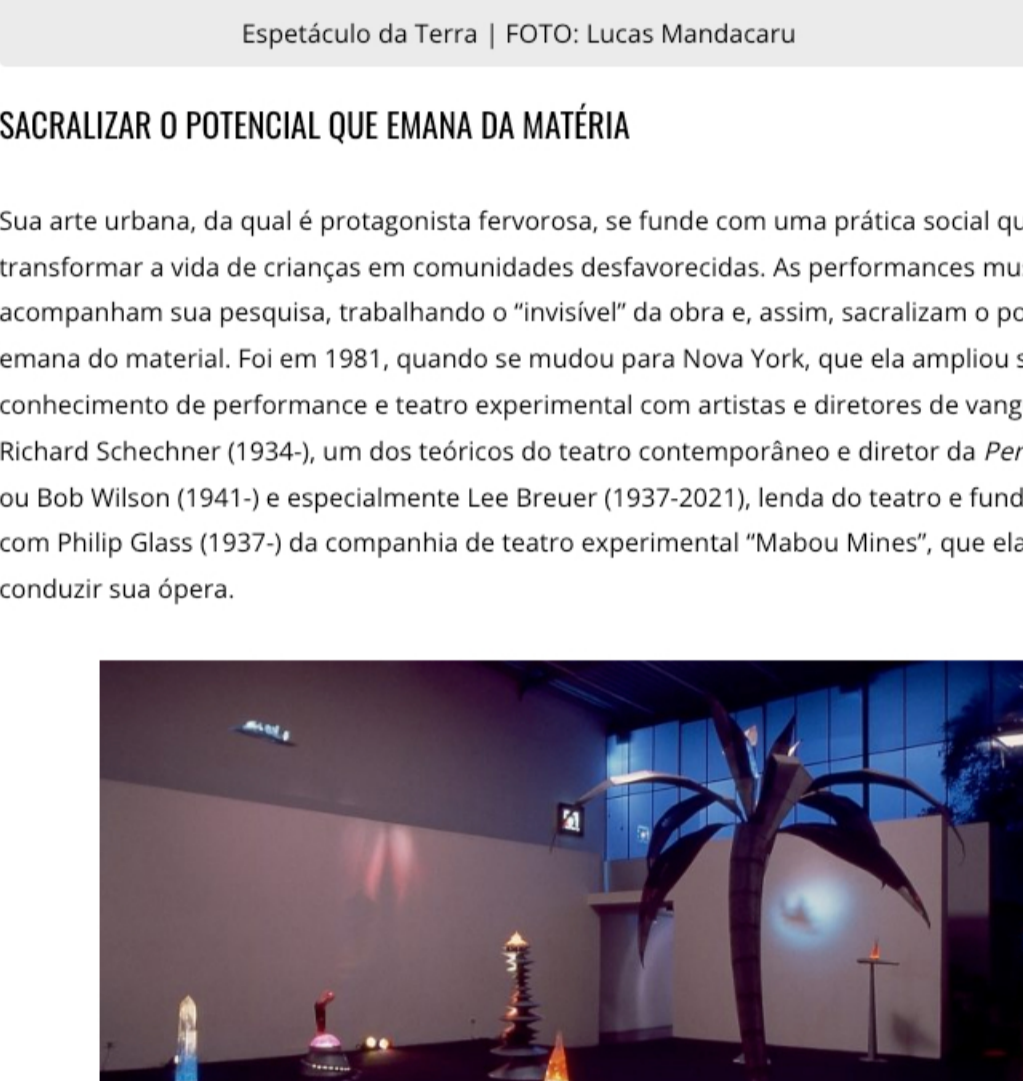 Espetáculo da Terra | FOTO: Lucas Mandacaru
SACRALIZAR O POTENCIAL QUE EMANA DA MATÉRIA
Sua arte urbana, da qual é protagonista fervorosa, se funde com uma prática social qu
transformar a vida de crianças em comunidades desfavorecidas. As performances mu
acompanham sua pesquisa, trabalhando o “invisível” da obra e, assim, sacralizam o po
emana do material. Foi em 1981, quando se mudou para Nova York, que ela ampliou s
conhecimento de performance e teatro experimental com artistas e diretores de vang
Richard Schechner (1934-), um dos teóricos do teatro contemporâneo e diretor da Per
ou Bob Wilson (1941-) e especialmente Lee Breuer (1937-2021), lenda do teatro e fund
com Philip Glass (1937-) da companhia de teatro experimental “Mabou Mines”, que ela
conduzir sua ópera.